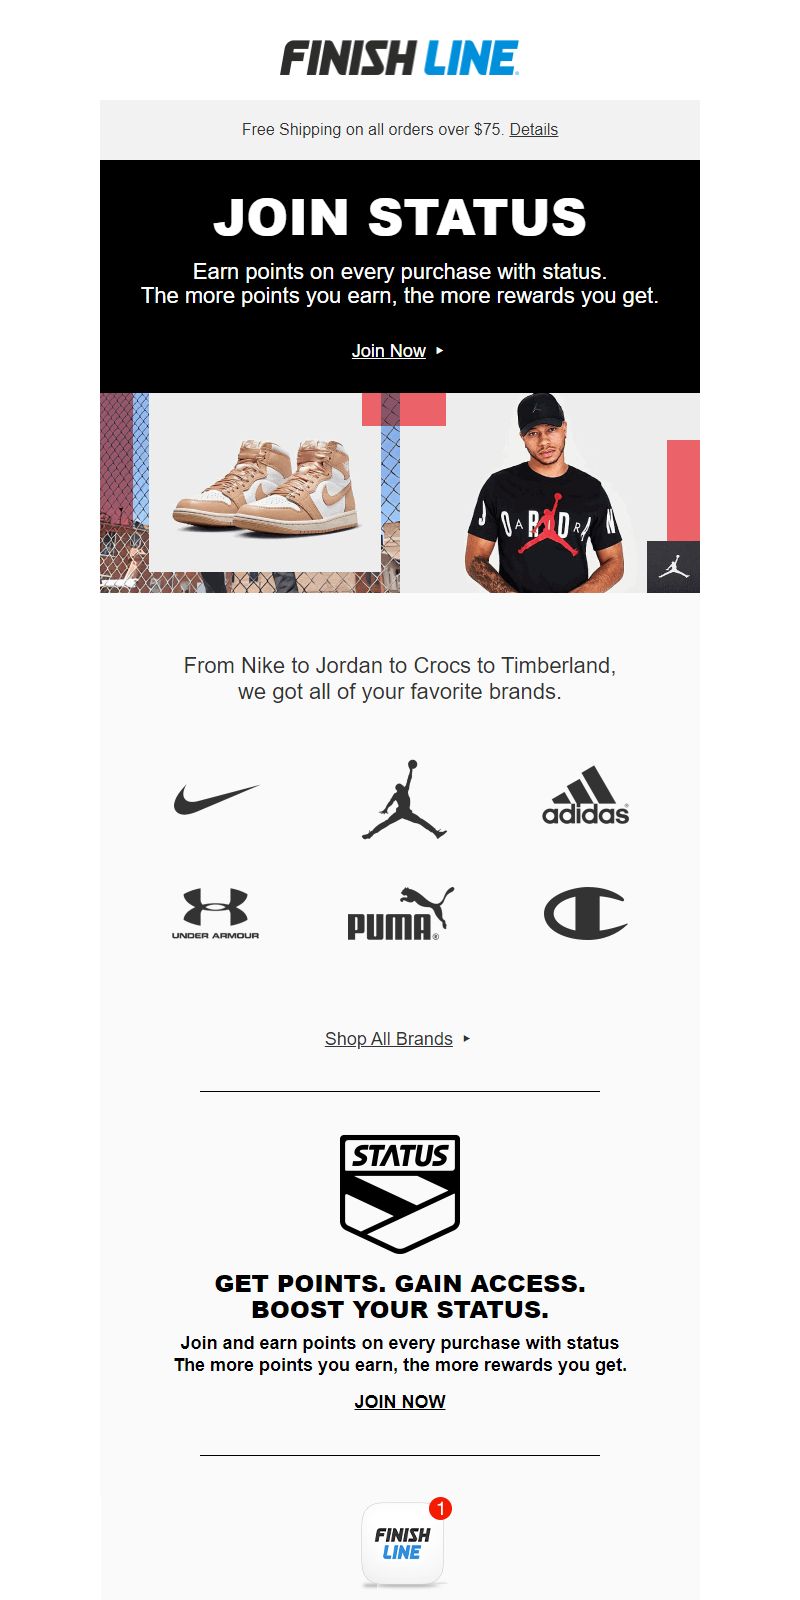 FINISH LINE
Free Shipping on all orders over $75. Details
JOIN STATUS
Earn points on every purchase with status.
The more points you earn, the more rewards you get.
Join Now
JORDAN
From Nike to Jordan to Crocs to Timberland,
we got all of your favorite brands.
adidas
UNDER ARMOUR
PUMA
Shop All Brands
STATUS
GET POINTS. GAIN ACCESS.
BOOST YOUR STATUS.
Join and earn points on every purchase with status
The more points you earn, the more rewards you get.
JOIN NOW
1
FINISH
LINE